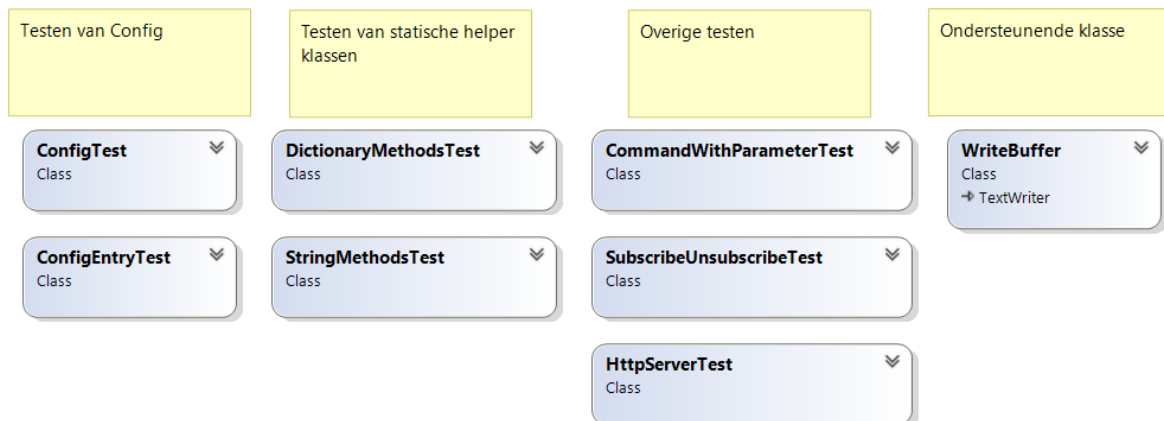 Testen van Config
Testen van statische helper
klassen
Overige testen
Ondersteunende klasse
ConfigTest
Class
DictionaryMethodsTest
Class
CommandWithParameterTest
Class
WriteBuffer
Class
TextWriter
ConfigEntryTest
Class
StringMethodsTest
Class
SubscribeUnsubscribeTest
Class
HttpServerTest
Class